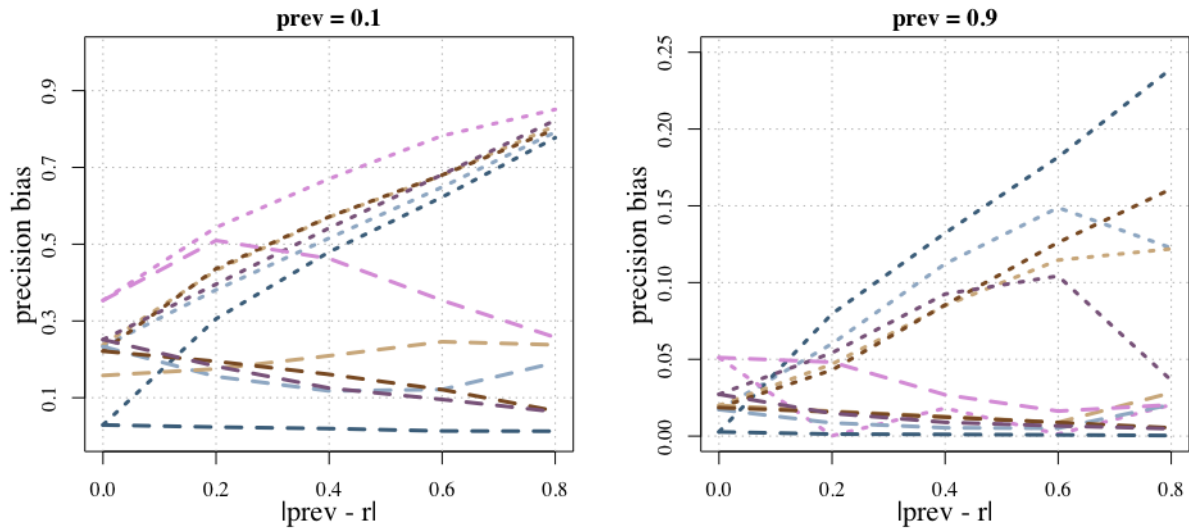 prev = 0.1
precision bias
0.9
0.7
0.5
0.3
0.1
0.0 0.2 0.4 0.6 0.8
|prev - r|
prev = 0.9
precision bias
0.25
0.20
0.15
0.10
0.05
0.00
0.0 0.2 0.4 0.6 0.8
|prev - r|